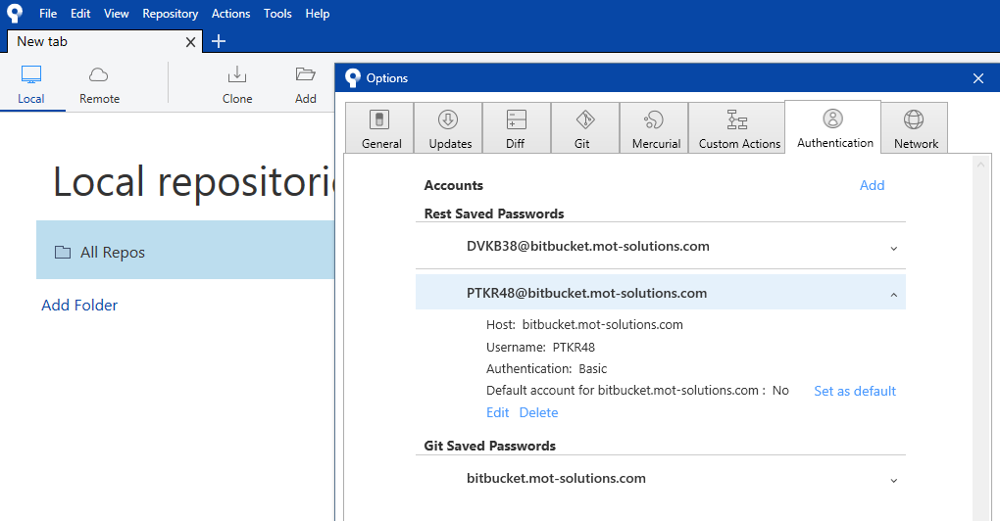 File Edit View Repository Actions Tools Help
New tab
Local Remote Clone Add
Options
General Updates Diff Git Mercurial Custom Actions Authentication Network
Local repositorie
All Repos
Add Folder
Accounts Add
Rest Saved Passwords
DVKB38@bitbucket.mot-solutions.com
PTKR48@bitbucket.mot-solutions.com
Host: bitbucket.mot-solutions.com
Username: PTKR48
Authentication: Basic
Default account for bitbucket.mot-solutions.com : No Set as default
Edit Delete
Git Saved Passwords
bitbucket.mot-solutions.com